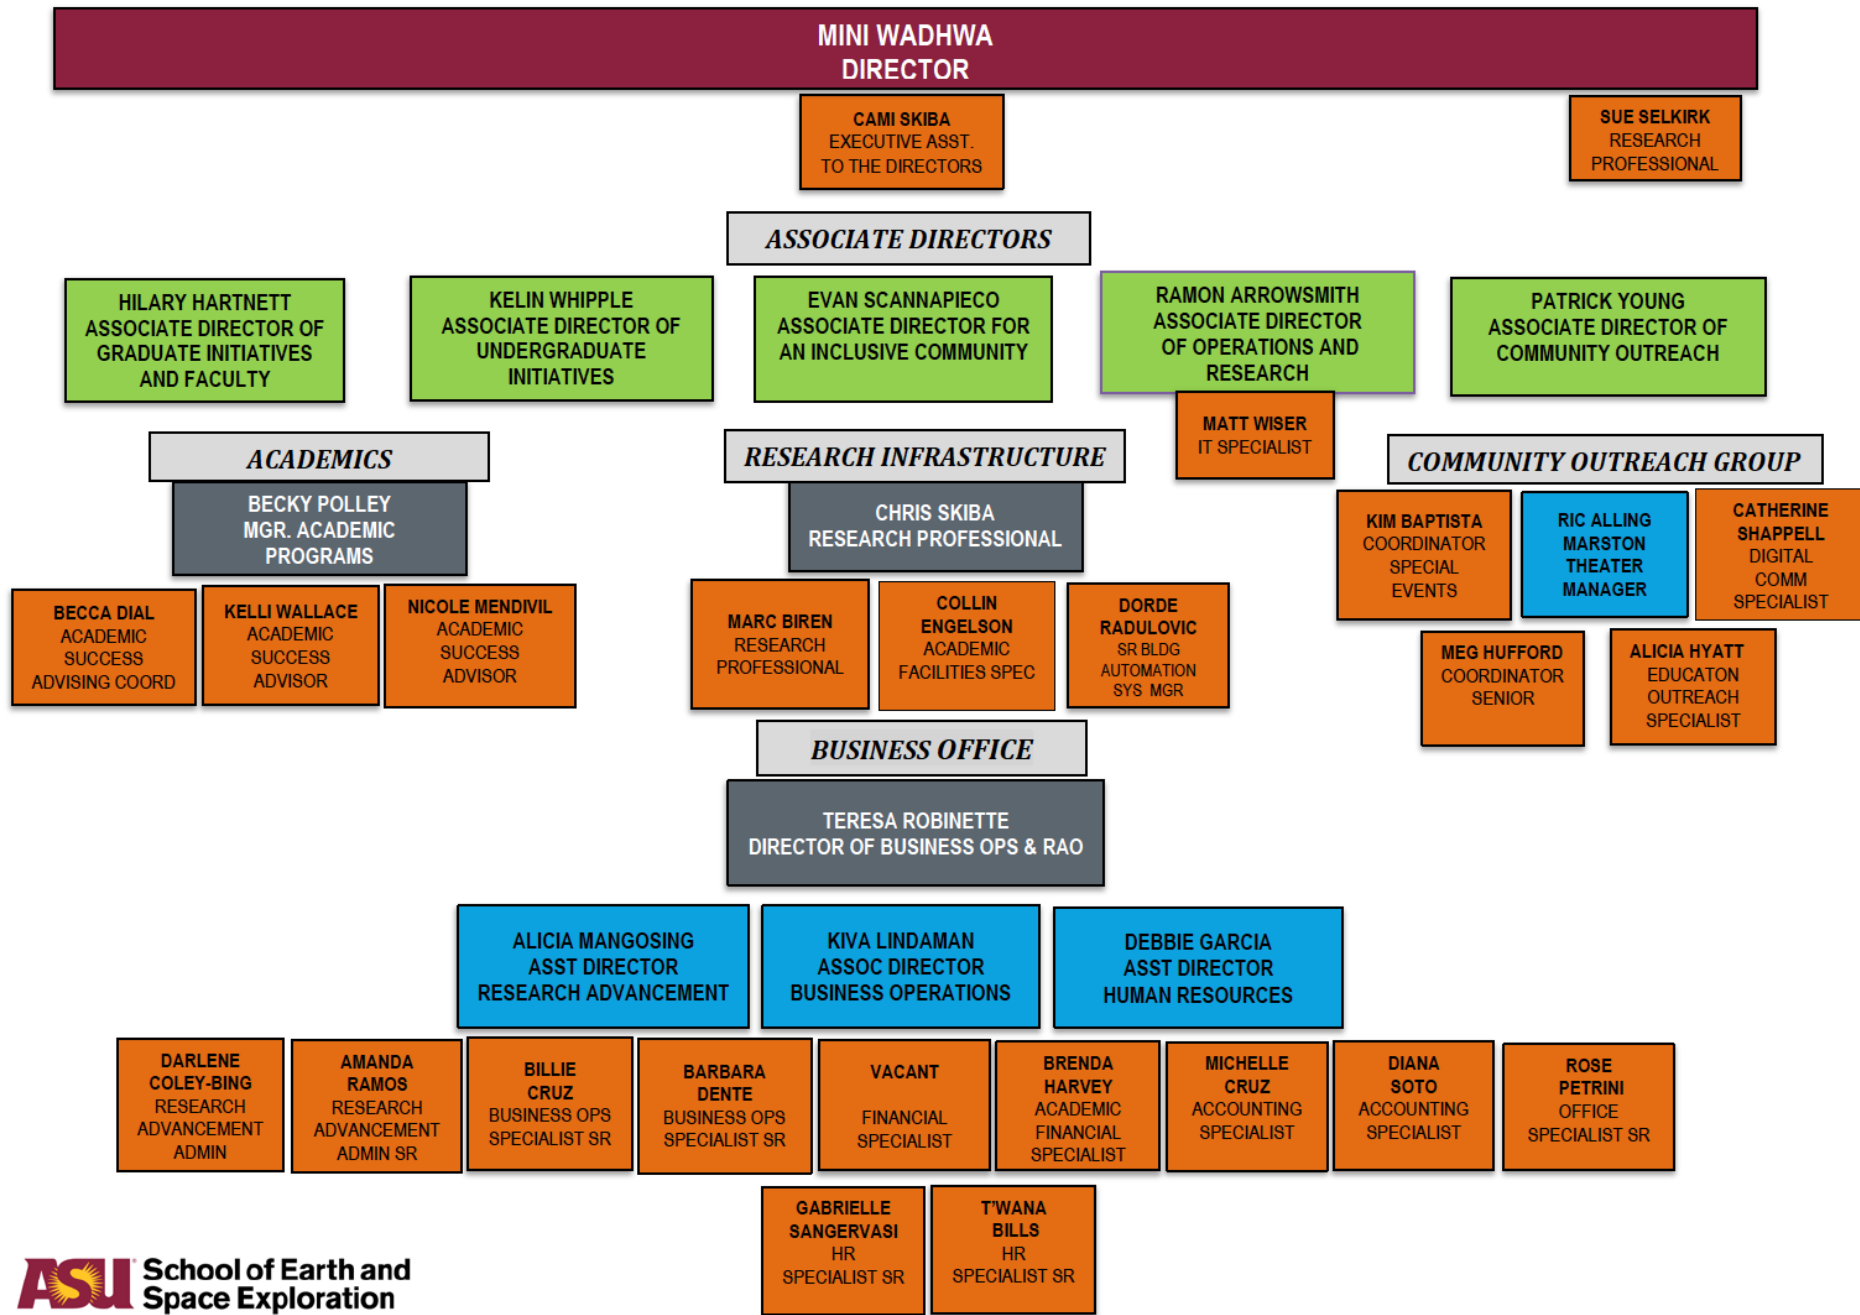 MINI WADHWA
DIRECTOR
CAMI SKIBA
EXECUTIVE ASST.
TO THE DIRECTORS
SUE SELKIRK
RESEARCH
PROFESSIONAL
ASSOCIATE DIRECTORS
HILARY HARTNETT
ASSOCIATE DIRECTOR OF
GRADUATE INITIATIVES
AND FACULTY
KELIN WHIPPLE
ASSOCIATE DIRECTOR OF
UNDERGRADUATE
INITIATIVES
EVAN SCANNAPIECO
ASSOCIATE DIRECTOR FOR
AN INCLUSIVE COMMUNITY
RAMON ARROWSMITH
ASSOCIATE DIRECTOR
OF OPERATIONS AND
RESEARCH
PATRICK YOUNG
ASSOCIATE DIRECTOR OF
COMMUNITY OUTREACH
MATT WISER
IT SPECIALIST
ACADEMICS
BECKY POLLEY
MGR. ACADEMIC
PROGRAMS
BECCA DIAL
ACADEMIC
SUCCESS
ADVISING COORD
KELLI WALLACE
ACADEMIC
SUCCESS
ADVISOR
NICOLE MENDIVIL
ACADEMIC
SUCCESS
ADVISOR
RESEARCH INFRASTRUCTURE
CHRIS SKIBA
RESEARCH PROFESSIONAL
MARC BIREN
RESEARCH
PROFESSIONAL
COLLIN
ENGELSON
ACADEMIC
FACILITIES SPEC
DORDE
RADULOVIC
SR BLDG
AUTOMATION
SYS MGR
COMMUNITY OUTREACH GROUP
KIM BAPTISTA
COORDINATOR
SPECIAL
EVENTS
RIC ALLING
MARSTON
THEATER
MANAGER
CATHERINE
SHAPPELL
DIGITAL
COMM
SPECIALIST
MEG HUFFORD
COORDINATOR
SENIOR
ALICIA HYATT
EDUCATON
OUTREACH
SPECIALIST
BUSINESS OFFICE
TERESA ROBINETTE
DIRECTOR OF BUSINESS OPS & RAO
ALICIA MANGOSING
ASST DIRECTOR
RESEARCH ADVANCEMENT
KIVA LINDAMAN
ASSOC DIRECTOR
BUSINESS OPERATIONS
DEBBIE GARCIA
ASST DIRECTOR
HUMAN RESOURCES
DARLENE
COLEY-BING
RESEARCH
ADVANCEMENT
ADMIN
AMANDA
RAMOS
RESEARCH
ADVANCEMENT
ADMIN SR
BILLIE
CRUZ
BUSINESS OPS
SPECIALIST SR
BARBARA
DENTE
BUSINESS OPS
SPECIALIST SR
VACANT
FINANCIAL
SPECIALIST
BRENDA
HARVEY
ACADEMIC
FINANCIAL
SPECIALIST
MICHELLE
CRUZ
ACCOUNTING
SPECIALIST
DIANA
SOTO
ACCOUNTING
SPECIALIST
ROSE
PETRINI
OFFICE
SPECIALIST SR
GABRIELLE
SANGERVASI
HR
SPECIALIST SR
T'WANA
BILLS
HR
SPECIALIST SR
ASU School of Earth and
Space Exploration